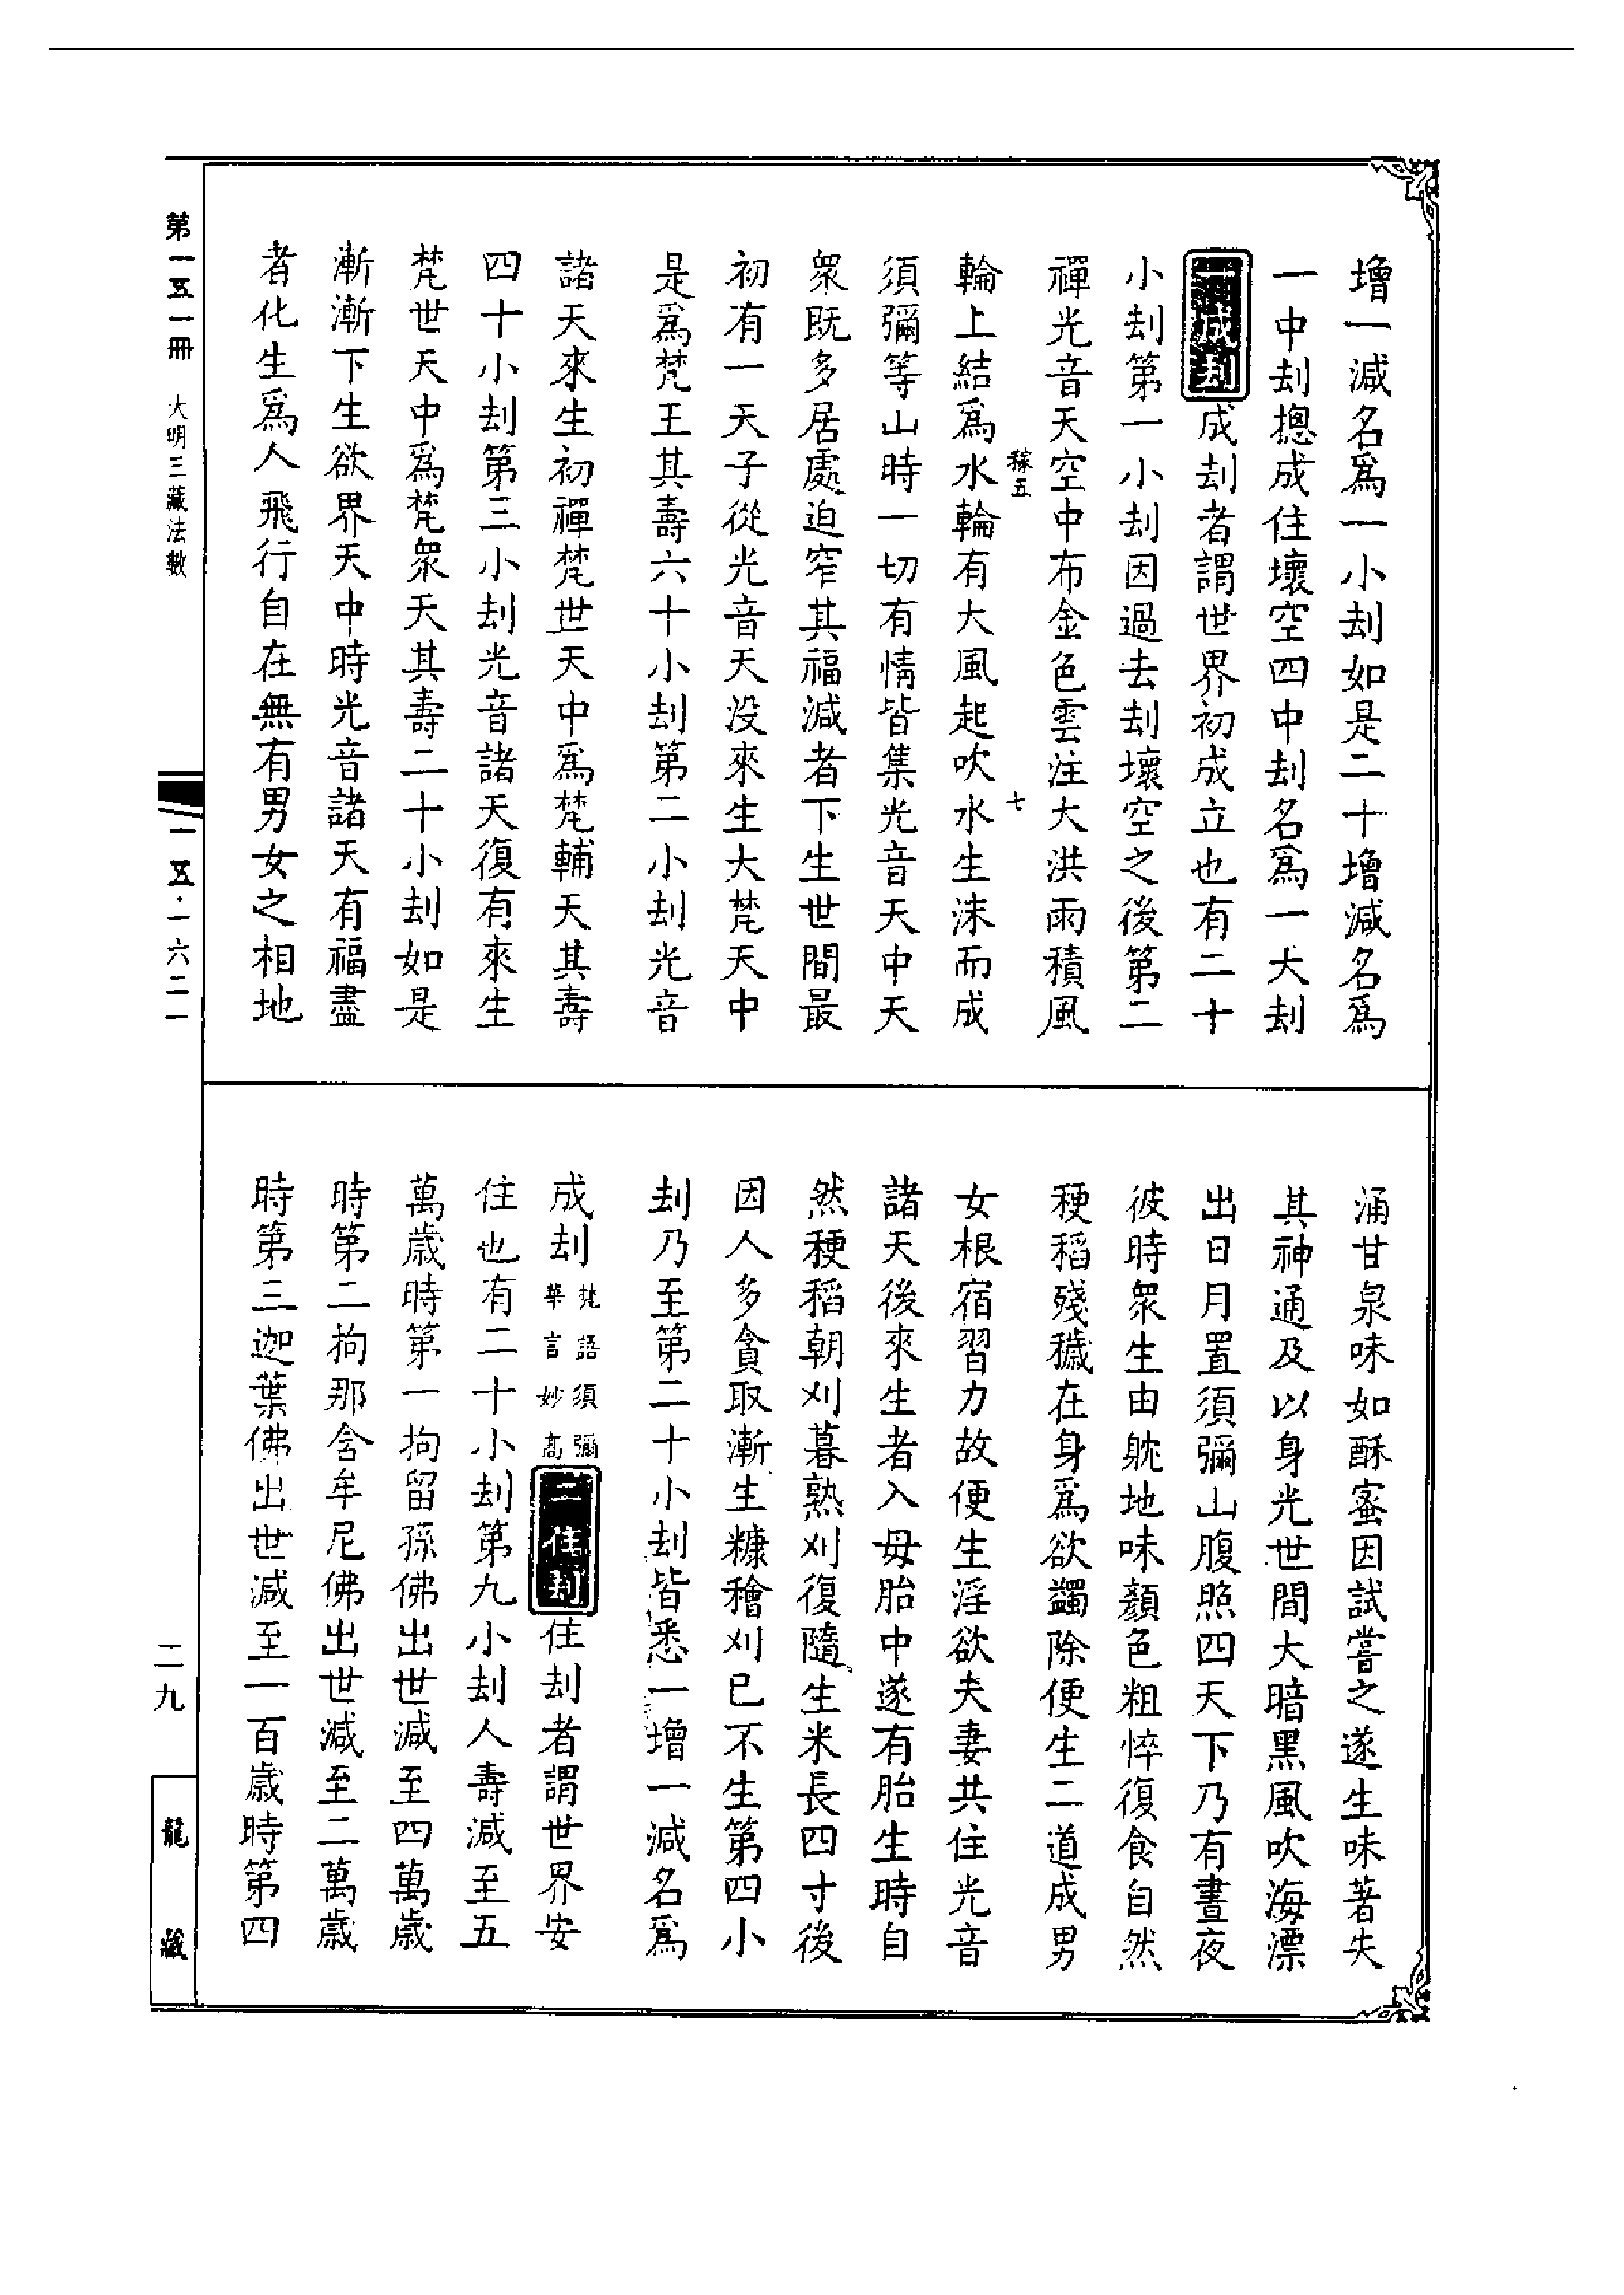 增一減名爲一小刦如是二十增減名爲
一中刦揔成住壞空四中刦名爲一大刦
一成刦成刦者謂世界初成立也有二十
小刦第一小刦因過去刦壞空之後第二
禪光音天空中布金色雲注大洪雨積風
稼五 七
輪上結爲水輪有大風起吹水生沫而成
須彌等山時一切有情皆集光音天中天
衆既多居處迫窄其福減者下生世間最
初有一天子從光音天没來生大梵天中
是爲梵王其壽六十小刦第二小刦光音
諸天來生初禪梵世天中爲梵輔天其壽
四十小刦第三小刦光音諸天復有來生
梵世天中爲梵衆天其壽二十小刦如是
漸漸下生欲界天中時光音諸天有福盡
者化生爲人飛行自在無有男女之相地
涌甘泉味如酥蜜因試嘗之遂生味著失
其神通及以身光世間大暗黑風吹海漂
出日月置須彌山腹照四天下乃有晝夜
彼時衆生由躭地味顏色粗悴復食自然
稉稻殘穢在身爲欲蠲除便生二道成男
女根宿習力故便生淫欲夫妻共住光音
諸天後來生者入母胎中遂有胎生時自
然稉稻朝刈暮熟刈復隨生米長四寸後
因人多貪取漸生糠穭刈已不生第四小
刦乃至第二十小刦皆悉一增一減名爲
成刦梵語須彌華言妙高二住刦住刦者謂世界安
住也有二十小刦第九小刦人壽減至五
萬歲時第一拘留孫佛出世減至四萬歲
時第二拘那含牟尼佛出世減至二萬歲
時第三迦葉佛出世減至一百歲時第四
第一五一冊 大明三藏法數
一五·一六二一
二九
龍藏